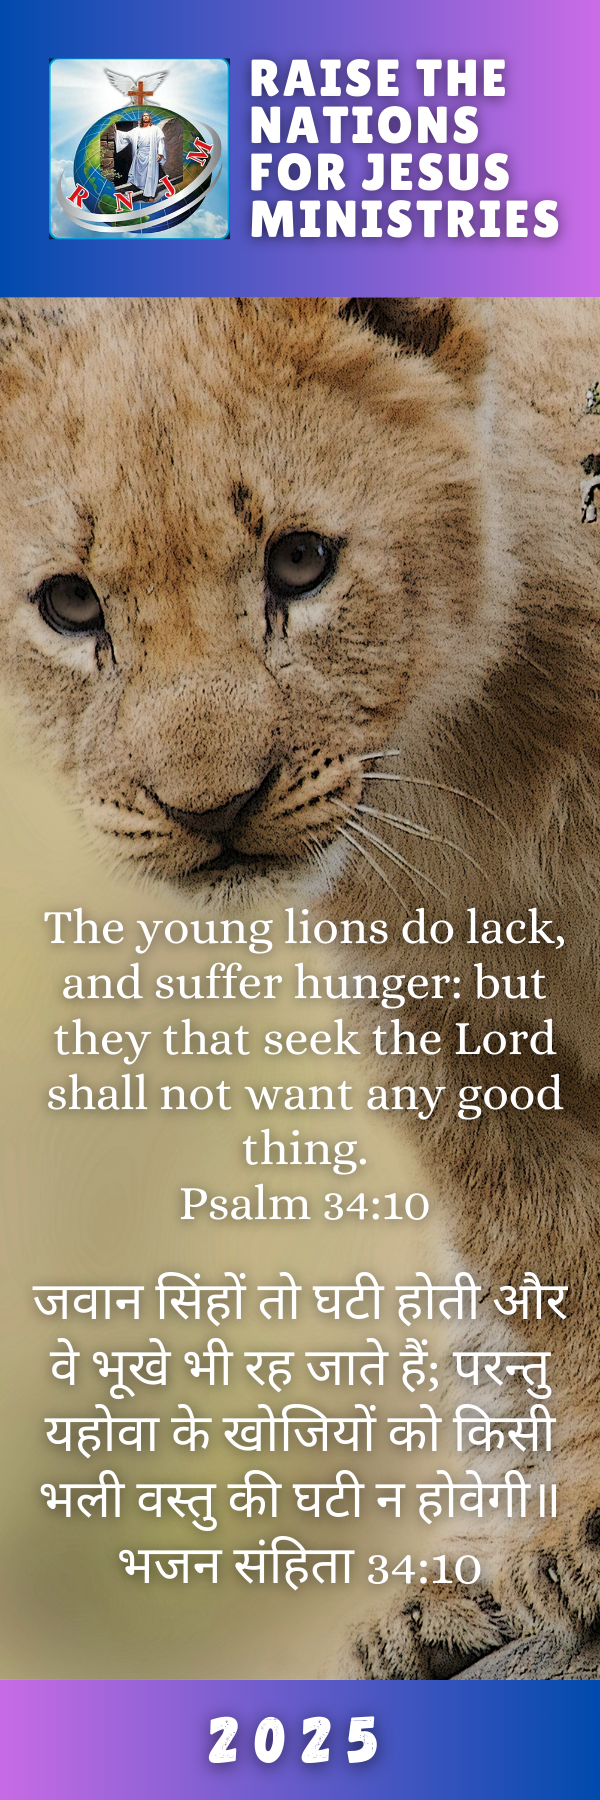 R N J M
RAISE THE
NATIONS
FOR JESUS
MINISTRIES
The young lions do lack,
and suffer hunger: but
they that seek the Lord
shall not want any good
thing.
Psalm 34:10
जवान सिंहों तो घटी होती और
वे भूखे भी रह जाते हैं; परन्तु
यहोवा के खोजियों को किसी
भली वस्तु की घटी न होवेगी॥
भजन संहिता 34:10
2025